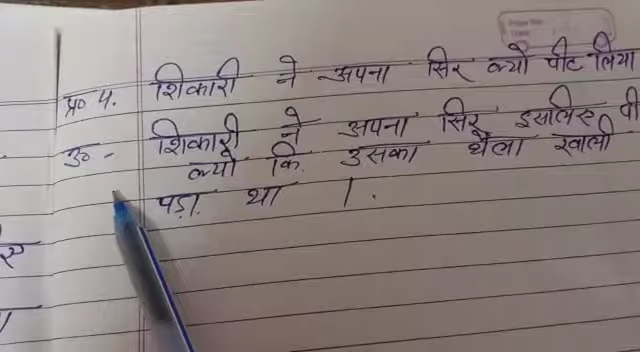 प्र० 4. शिकारी ने अपना सिर क्यों पीट लिया
उ० - शिकारी ने अपना सिर इसलिए पी
क्यों कि. उसका थैला खाली
पड़ा. था ।.